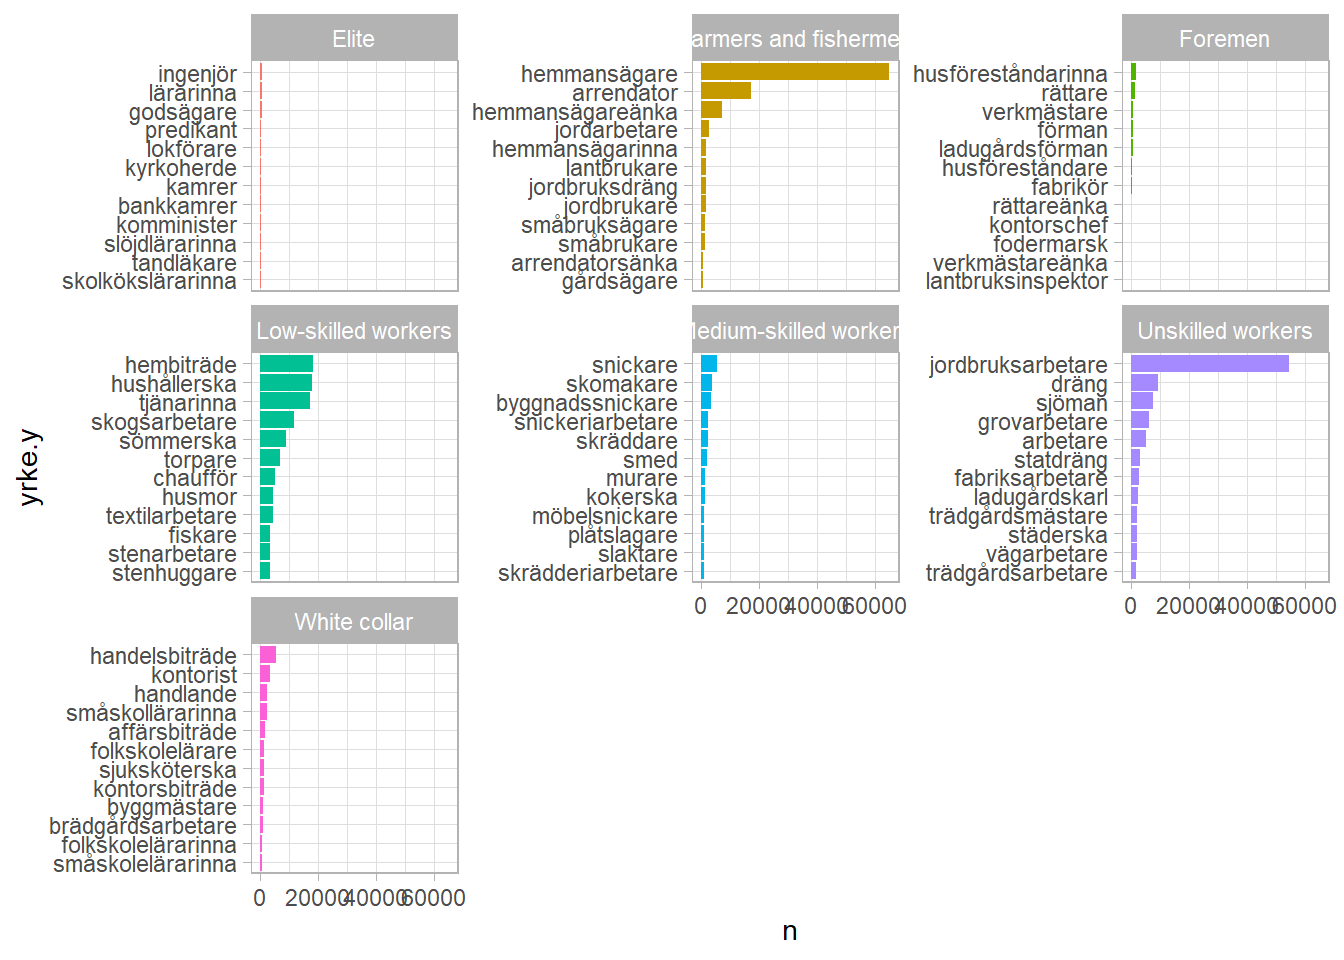 Elite
ingenjör
lärarinna
godsägare
predikant
lokförare
kyrkoherde
kamrer
bankkamrer
komminister
slöjdlärarinna
tandläkare
skolkökslärarinna
armers and fisherme
hemmansägare
arrendator
hemmansägareänka
jordarbetare
hemmansägarinna
lantbrukare
jordbruksdräng
jordbrukare
småbruksägare
småbrukare
arrendatorsänka
gårdsägare
Foremen
husföreståndarinna
rättare
verkmästare
förman
ladugårdsförman
husföreståndare
fabrikör
rättareänka
kontorschef
fodermarsk
verkmästareänka
lantbruksinspektor
Low-skilled workers
hembiträde
hushållerska
tjänarinna
skogsarbetare
sömmerska
torpare
chaufför
husmor
textilarbetare
fiskare
stenarbetare
stenhuggare
Medium-skilled worker
snickare
skomakare
byggnadssnickare
snickeriarbetare
skräddare
smed
murare
kokerska
möbelsnickare
plåtslagare
slaktare
skrädderiarbetare
0 20000 40000 60000
Unskilled workers
jordbruksarbetare
dräng
sjöman
grovarbetare
arbetare
statdräng
fabriksarbetare
ladugårdskarl
trädgårdsmästare
städerska
vägarbetare
trädgårdsarbetare
0 20000 40000 60000
White collar
handelsbiträde
kontorist
handlande
småskollärarinna
affärsbiträde
folkskolelärare
sjuksköterska
kontorsbiträde
byggmästare
brädgårdsarbetare
folkskolelärarinna
småskolelärarinna
0 20000 40000 60000
yrke.y
n